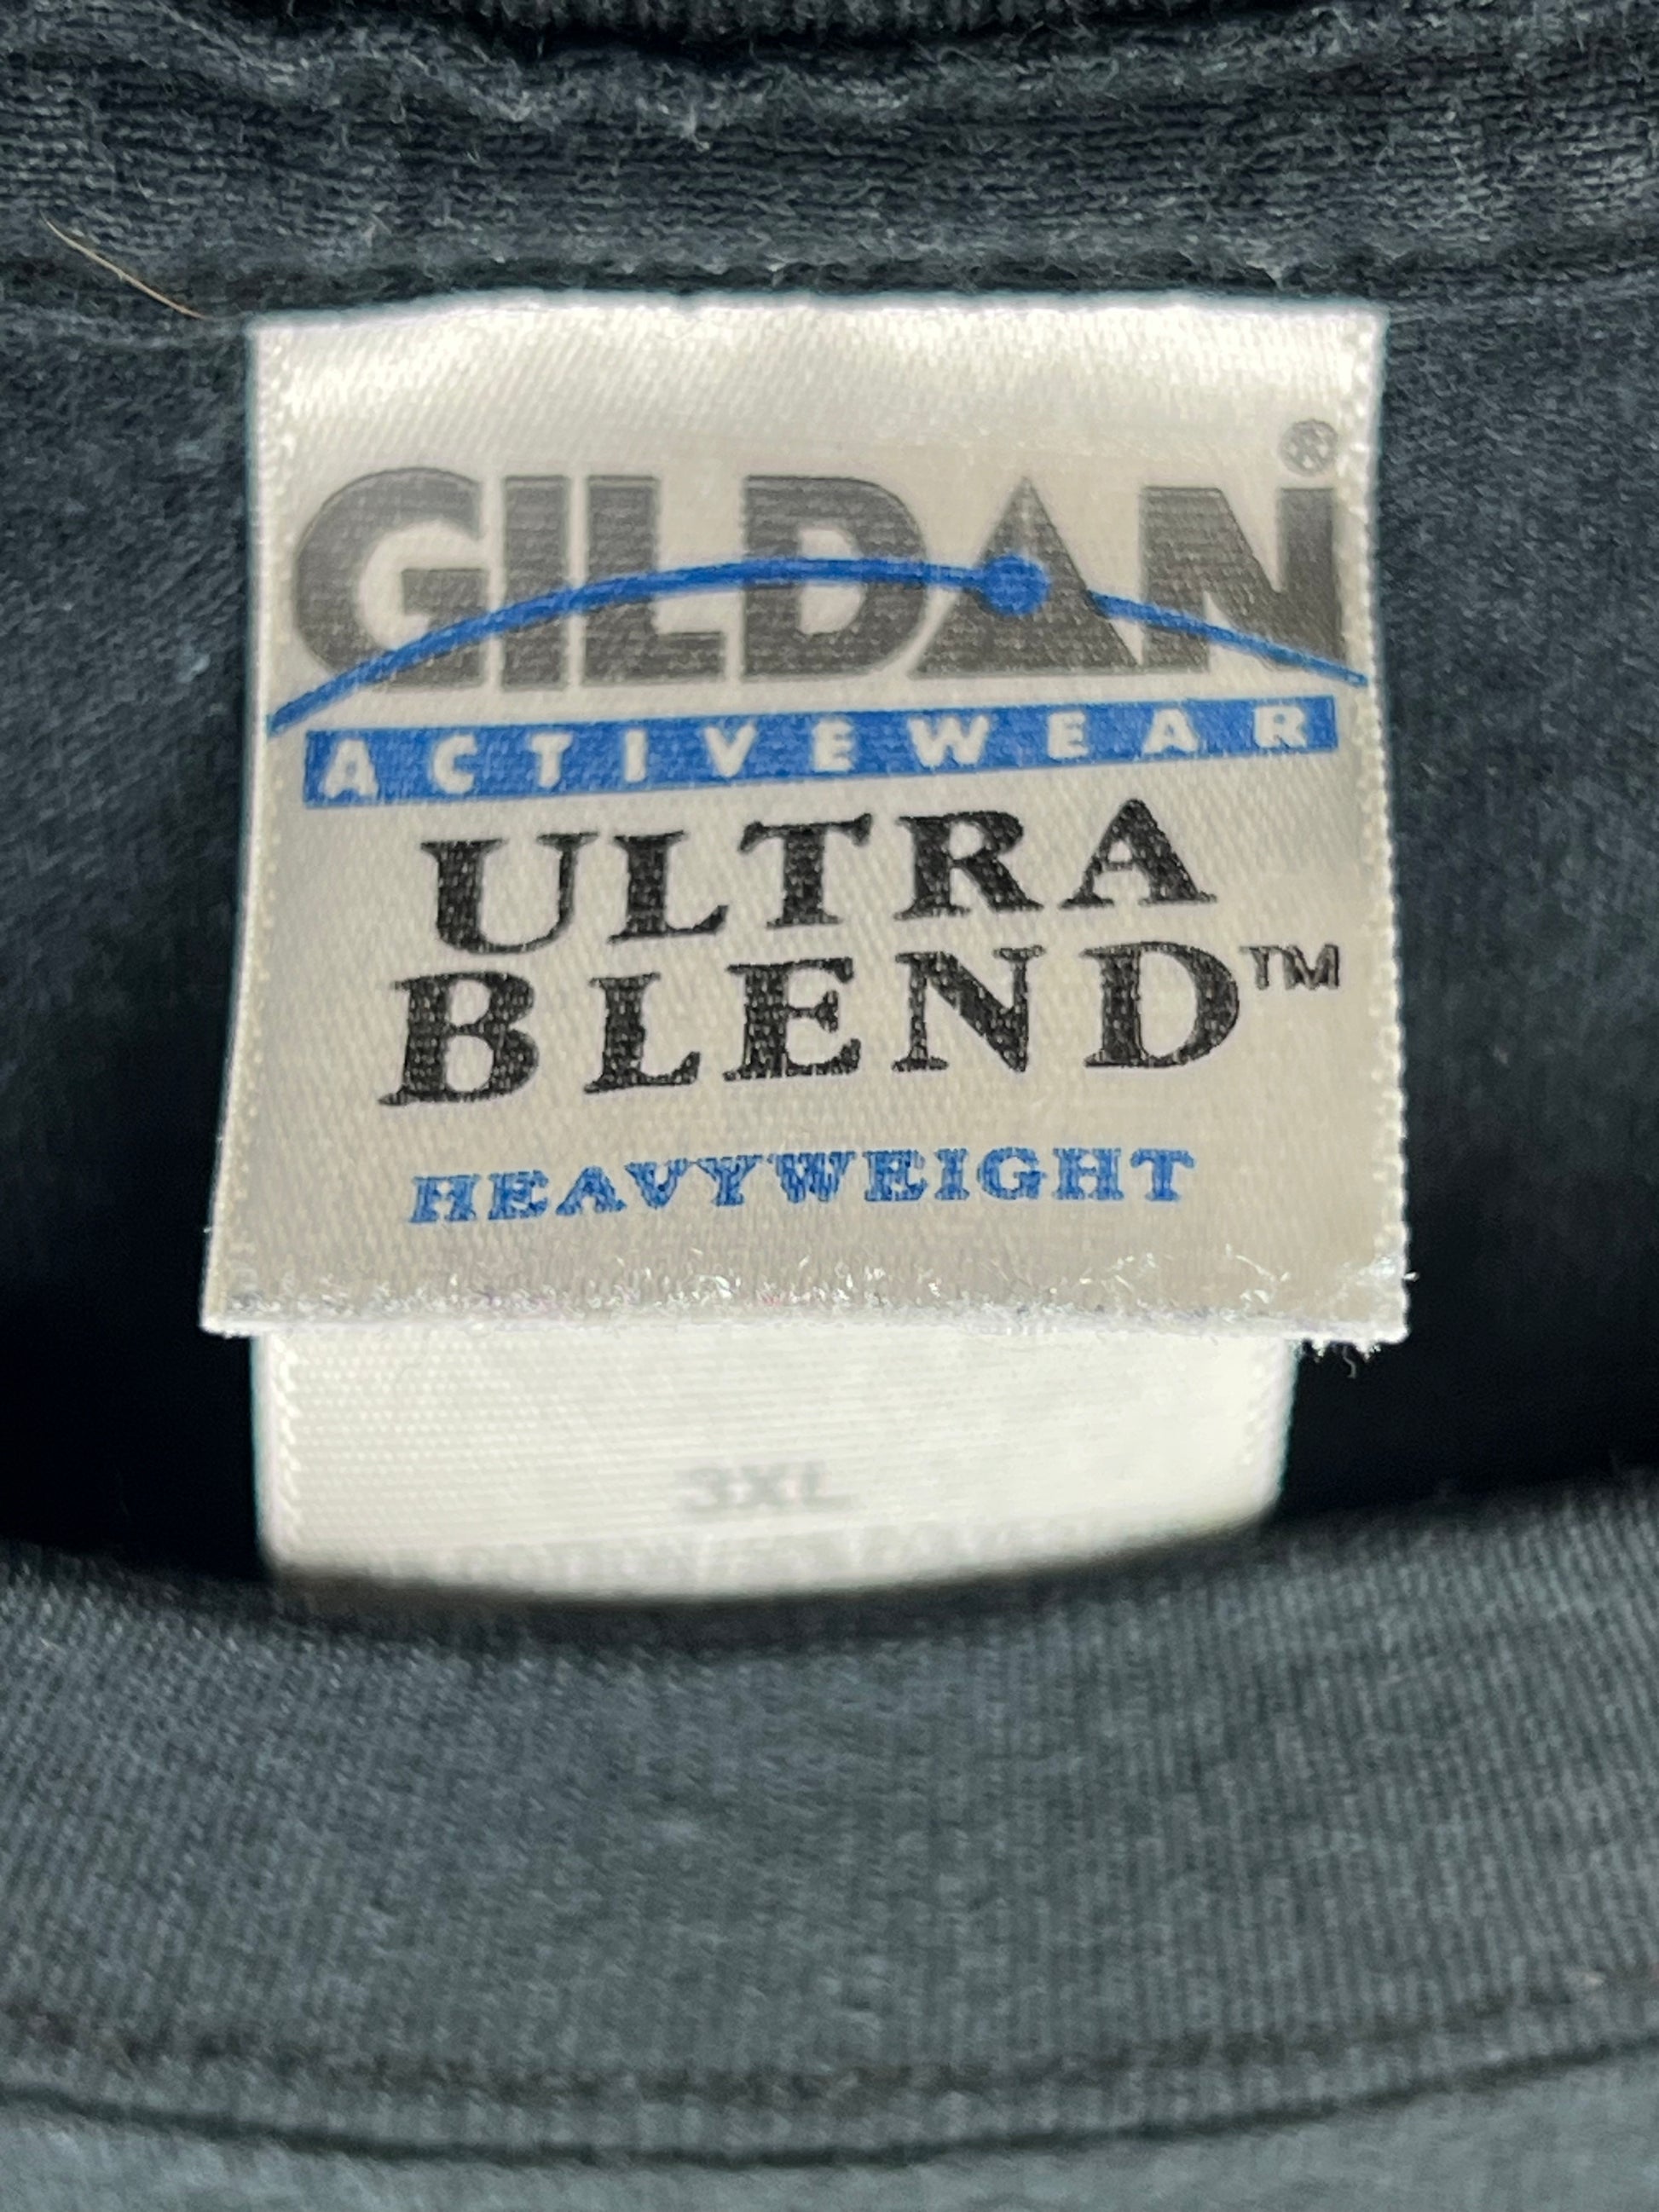 GILDAN®
ACTIVEWEAR
ULTRA
BLEND™
HEAVYWEIGHT
3XL